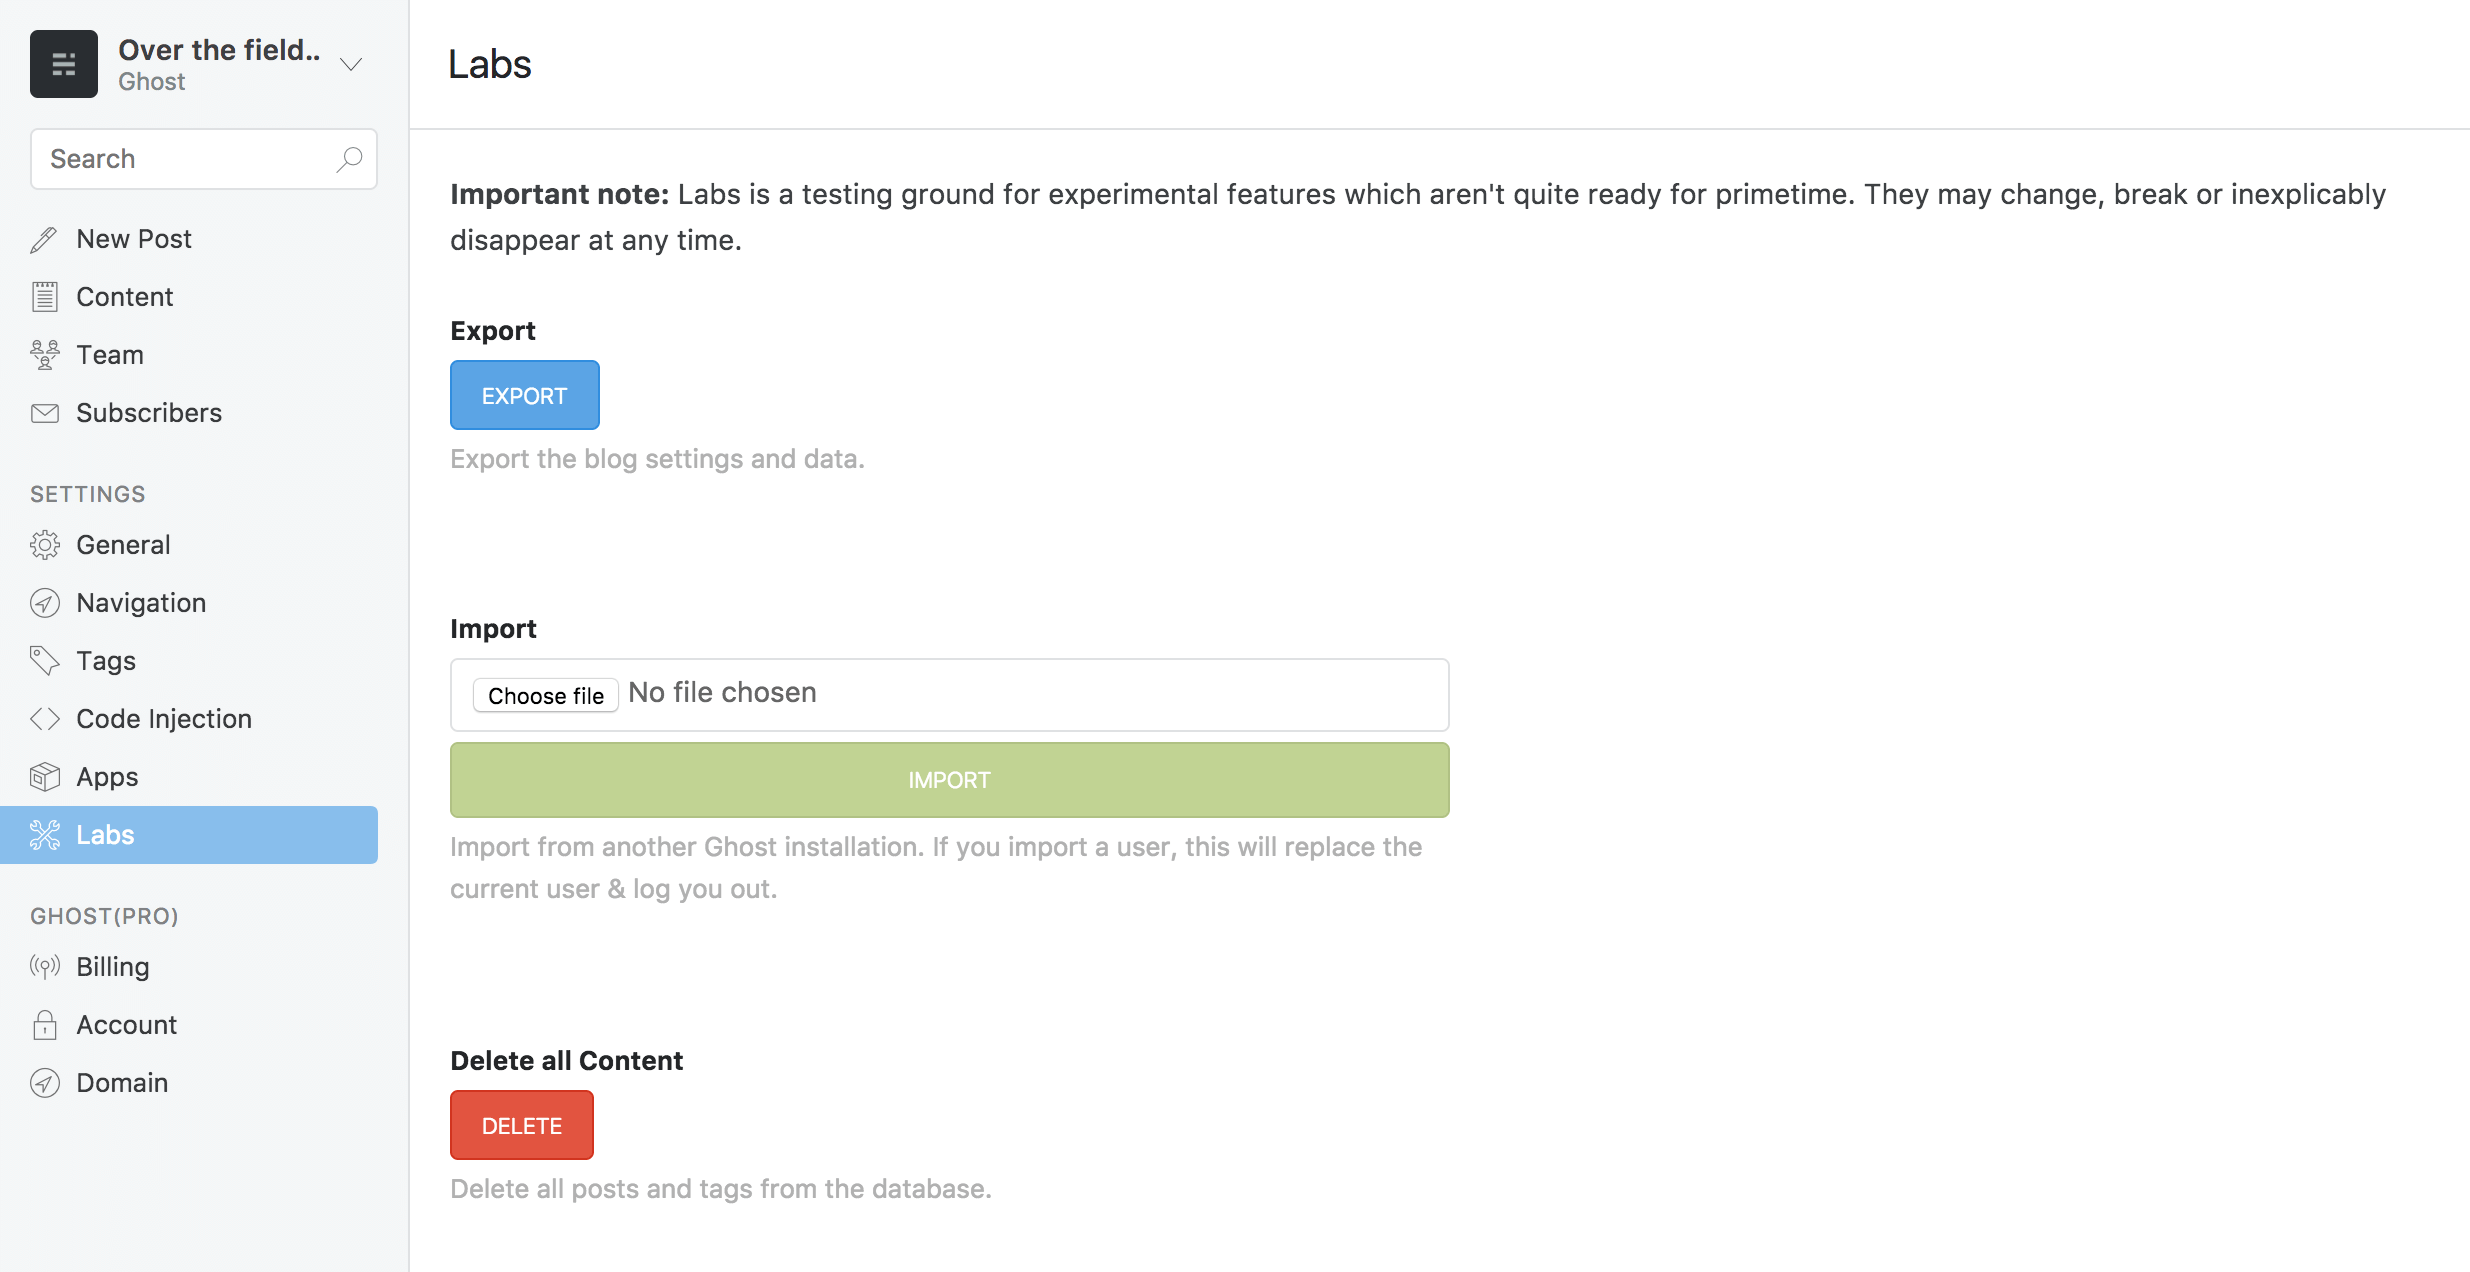 Over the field..
Ghost
Search
New Post
Content
Team
Subscribers
SETTINGS
General
Navigation
Tags
Code Injection
Apps
Labs
GHOST(PRO)
Billing
Account
Domain
Labs
Important note: Labs is a testing ground for experimental features which aren't quite ready for primetime. They may change, break or inexplicably
disappear at any time.
Export
EXPORT
Export the blog settings and data.
Import
Choose file No file chosen
IMPORT
Import from another Ghost installation. If you import a user, this will replace the
current user & log you out.
Delete all Content
DELETE
Delete all posts and tags from the database.